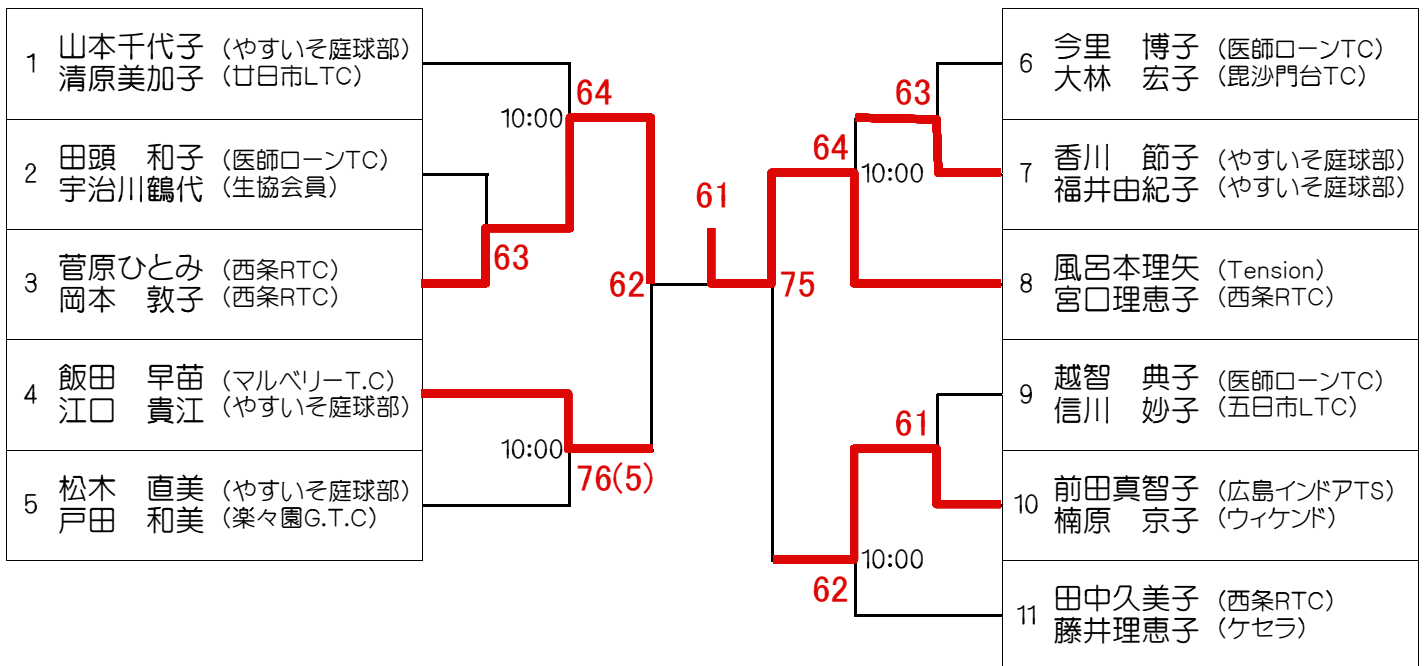 1 山本千代子 (やすいそ庭球部)
清原美加子 (廿日市LTC)
2 田頭 和子 (医師ローンTC)
宇治川鶴代 (生協会員)
3 菅原ひとみ (西条RTC)
岡本 敦子 (西条RTC)
4 飯田 早苗 (マルベリーT.C)
江口 貴江 (やすいそ庭球部)
5 松木 直美 (やすいそ庭球部)
戸田 和美 (楽々園G.T.C)
64
10:00
63
62
10:00
76(5)
61
75
63
64
10:00
61
10:00
62
6 今里 博子 (医師ローンTC)
大林 宏子 (毘沙門台TC)
7 香川 節子 (やすいそ庭球部)
福井由紀子 (やすいそ庭球部)
8 風呂本理矢 (Tension)
宮口理恵子 (西条RTC)
9 越智 典子 (医師ローンTC)
信川 妙子 (五日市LTC)
10 前田真智子 (広島インドアTS)
楠原 京子 (ウィケンド)
11 田中久美子 (西条RTC)
藤井理恵子 (ケセラ)